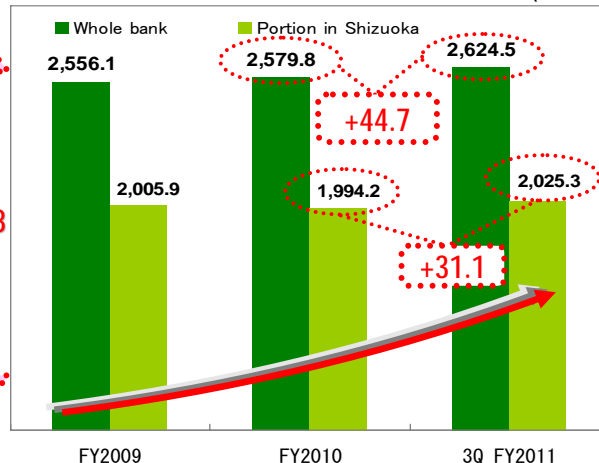 Whole bank
Portion in Shizuoka
2,556.1
2,579.8
2,624.5
+44.7
2,005.9
1,994.2
2,025.3
+31.1
FY2009
FY2010
3Q FY2011